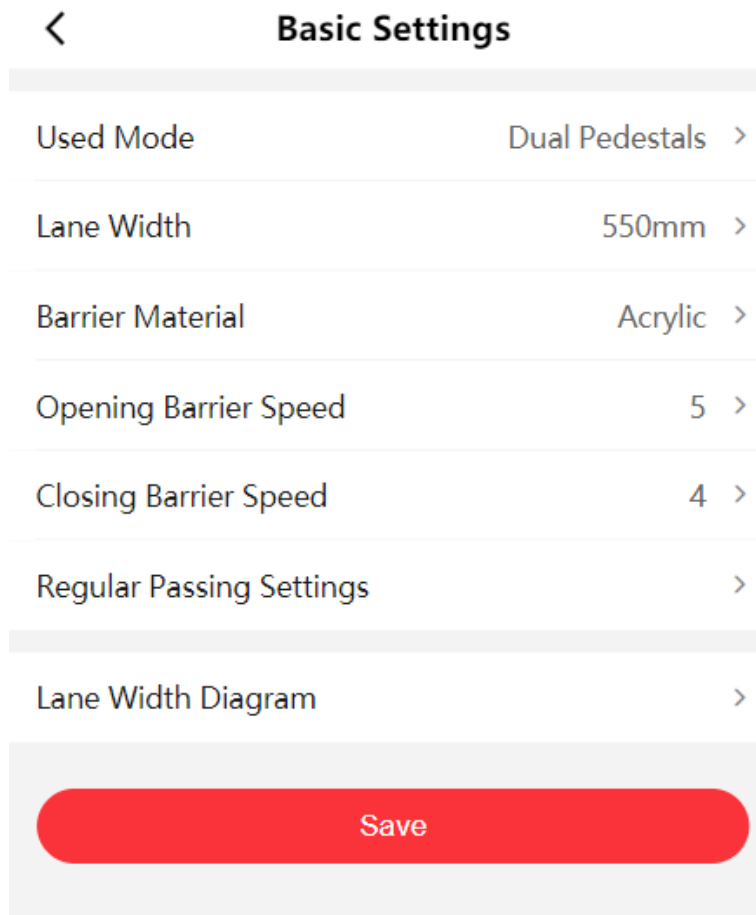 Basic Settings
Used Mode Dual Pedestals
Lane Width 550mm
Barrier Material Acrylic
Opening Barrier Speed 5
Closing Barrier Speed 4
Regular Passing Settings
Lane Width Diagram
Save